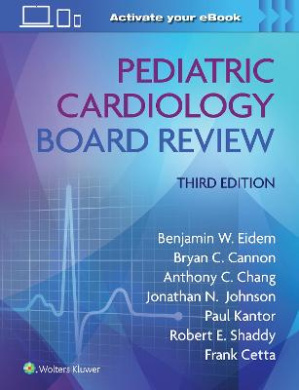 Activate your eBook
PEDIATRIC
CARDIOLOGY
BOARD REVIEW
THIRD EDITION
Benjamin W. Eidem
Bryan C. Cannon
Anthony C. Chang
Jonathan N. Johnson
Paul Kantor
Robert E. Shaddy
Frank Cetta
Wolters Kluwer